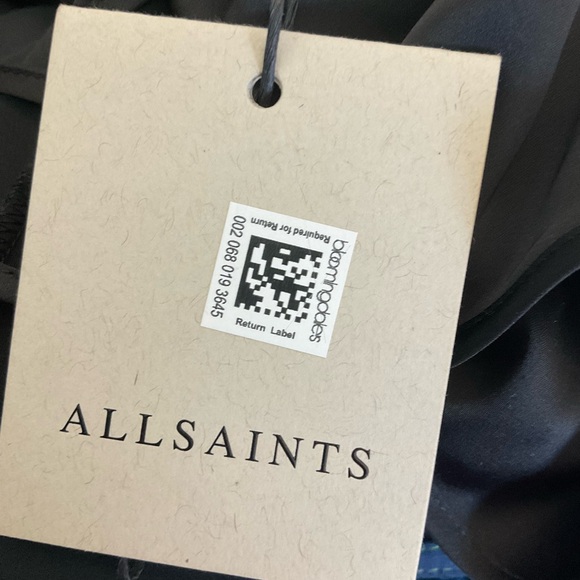 bloomingdales
Required for Return
002 068 019 3645
Return Label
ALLSAINTS